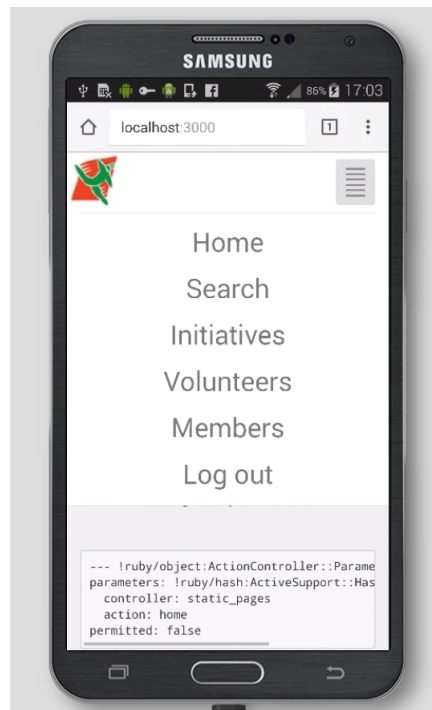 SAMSUNG
86% 17:03
localhost:3000
1
Home
Search
Initiatives
Volunteers
Members
Log out
--- !ruby/object:ActionController::Parame
parameters: !ruby/hash:ActiveSupport::Has
controller: static_pages
action: home
permitted: false